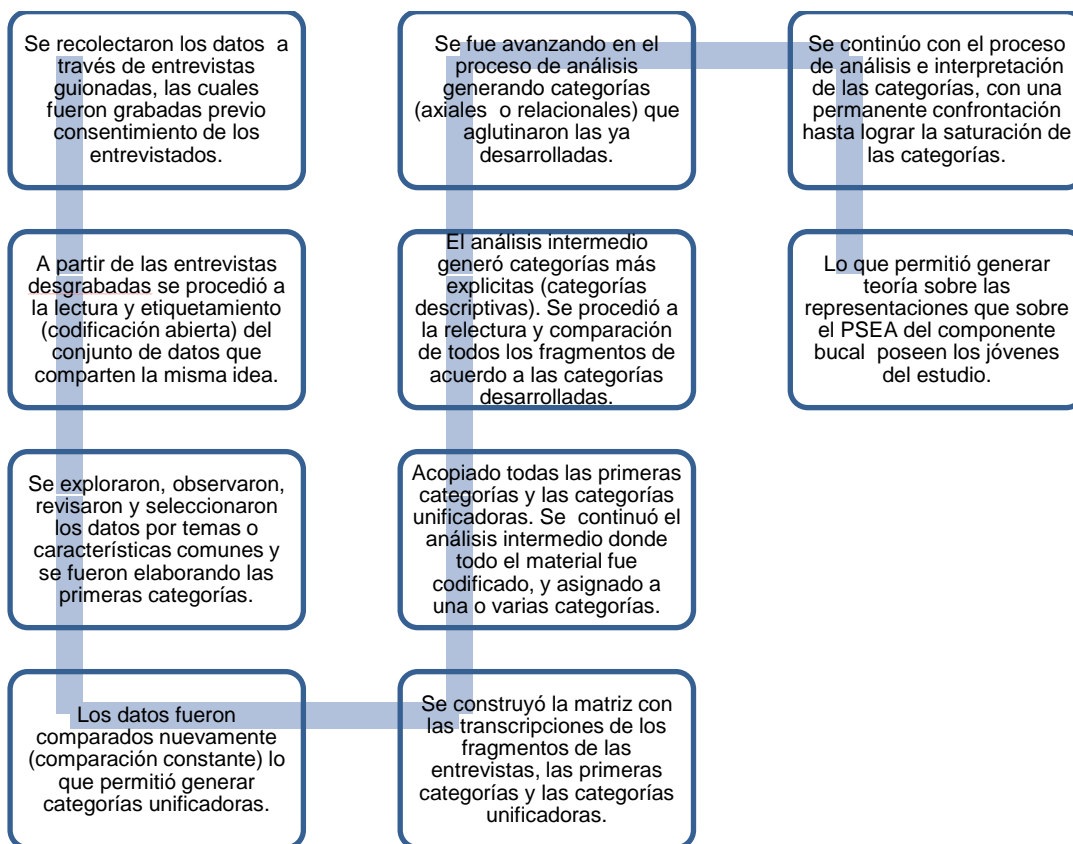 Se recolectaron los datos a
través de entrevistas
guionadas, las cuales
fueron grabadas previo
consentimiento de los
entrevistados.
A partir de las entrevistas
desgrabadas se procedió a
la lectura y etiquetamiento
(codificación abierta) del
conjunto de datos que
comparten la misma idea.
Se exploraron, observaron,
revisaron y seleccionaron
los datos por temas o
características comunes y
se fueron elaborando las
primeras categorías.
Los datos fueron
comparados nuevamente
(comparación constante) lo
que permitió generar
categorías unificadoras.
Se construyó la matriz con
las transcripciones de los
fragmentos de las
entrevistas, las primeras
categorías y las categorías
unificadoras.
Acopiado todas las primeras
categorías y las categorías
unificadoras. Se continuó el
análisis intermedio donde
todo el material fue
codificado, y asignado a
una o varias categorías.
El análisis intermedio
generó categorías más
explicitas (categorías
descriptivas). Se procedió a
la relectura y comparación
de todos los fragmentos de
acuerdo a las categorías
desarrolladas.
Se fue avanzando en el
proceso de análisis
generando categorías
(axiales o relacionales) que
aglutinaron las ya
desarrolladas.
Se continúo con el proceso
de análisis e interpretación
de las categorías, con una
permanente confrontación
hasta lograr la saturación de
las categorías.
Lo que permitió generar
teoría sobre las
representaciones que sobre
el PSEA del componente
bucal poseen los jóvenes
del estudio.